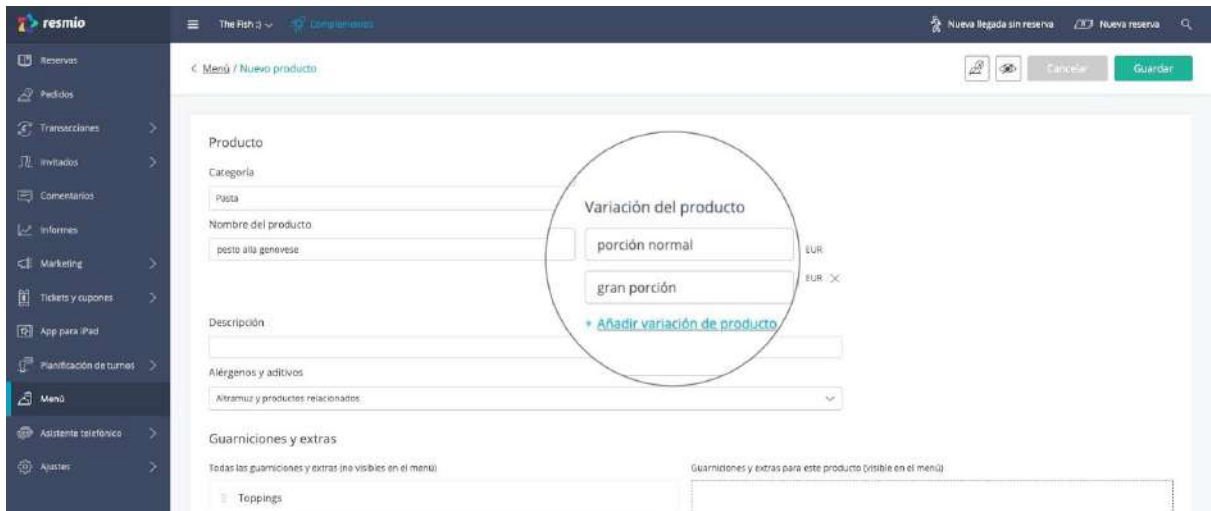 resmio
The Fish :)
Complementos
Nueva llegada sin reserva
Nueva reserva
Reservas
Pedidos
Transacciones
Invitados
Comentarios
Informes
Marketing
Tickets y cupones
App para iPad
Planificación de turnos
Menú
Asistente telefónico
Ajustes
< Menú / Nuevo producto
Cancelar
Guardar
Producto
Categoría
Pasta
Nombre del producto
pesto alla genovese
Variación del producto
porción normal
EUR
gran porción
EUR
+ Añadir variación de producto
Descripción
Alérgenos y aditivos
Altramuz y productos relacionados
Guarniciones y extras
Todas las guarniciones y extras (no visibles en el menú)
Guarniciones y extras para este producto (visible en el menú)
Toppings